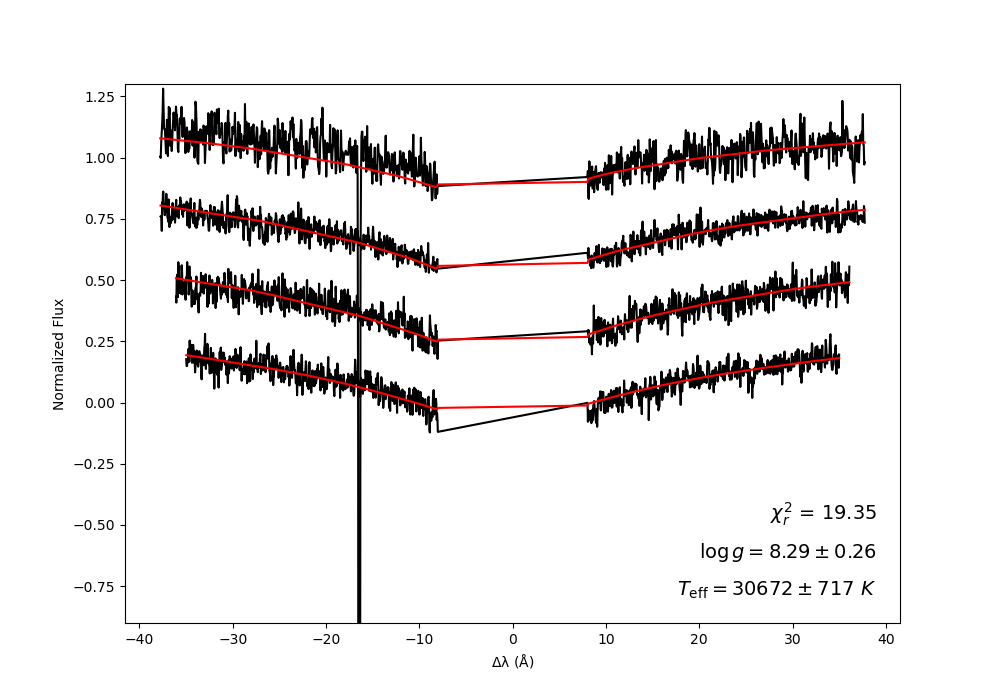 1.25
1.00
0.75
0.50
0.25
0.00
−0.25
−0.50
−0.75
Normalized Flux
χ²ᵣ = 19.35
log g = 8.29 ± 0.26
T_eff = 30672 ± 717 K
−40 −30 −20 −10 0 10 20 30 40
Δλ (Å)